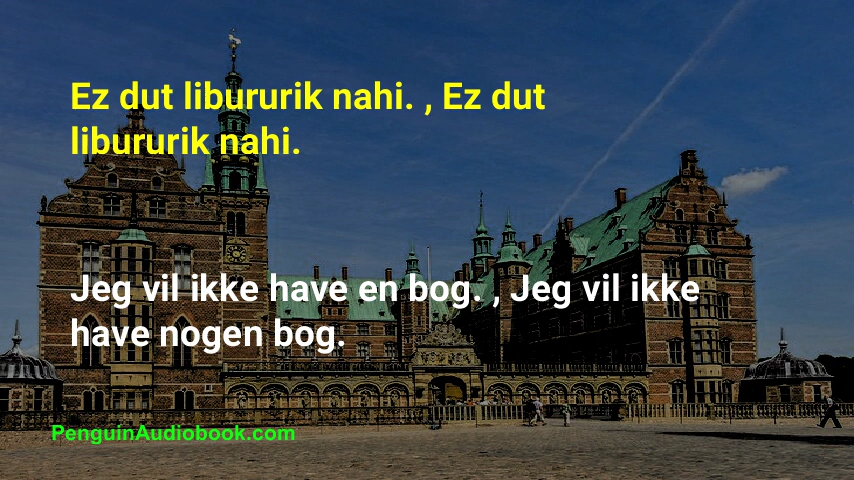 Ez dut libururik nahi. , Ez dut
libururik nahi.
Jeg vil ikke have en bog. , Jeg vil ikke
have nogen bog.
PenguinAudiobook.com